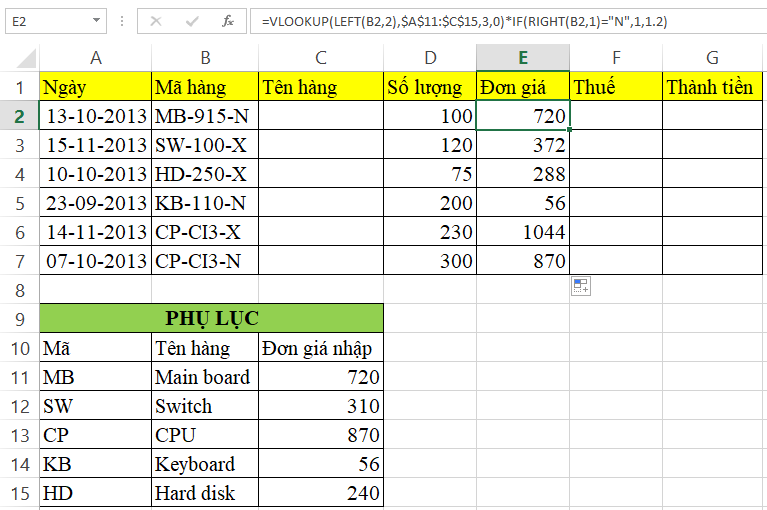 E2 fx =VLOOKUP(LEFT(B2,2),$A$11:$C$15,3,0)*IF(RIGHT(B2,1)="N",1,1.2)
A B C D E F G
1 Ngày Mã hàng Tên hàng Số lượng Đơn giá Thuế Thành tiền
2 13-10-2013 MB-915-N 100 720
3 15-11-2013 SW-100-X 120 372
4 10-10-2013 HD-250-X 75 288
5 23-09-2013 KB-110-N 200 56
6 14-11-2013 CP-CI3-X 230 1044
7 07-10-2013 CP-CI3-N 300 870
8
9 PHỤ LỤC
10 Mã Tên hàng Đơn giá nhập
11 MB Main board 720
12 SW Switch 310
13 CP CPU 870
14 KB Keyboard 56
15 HD Hard disk 240